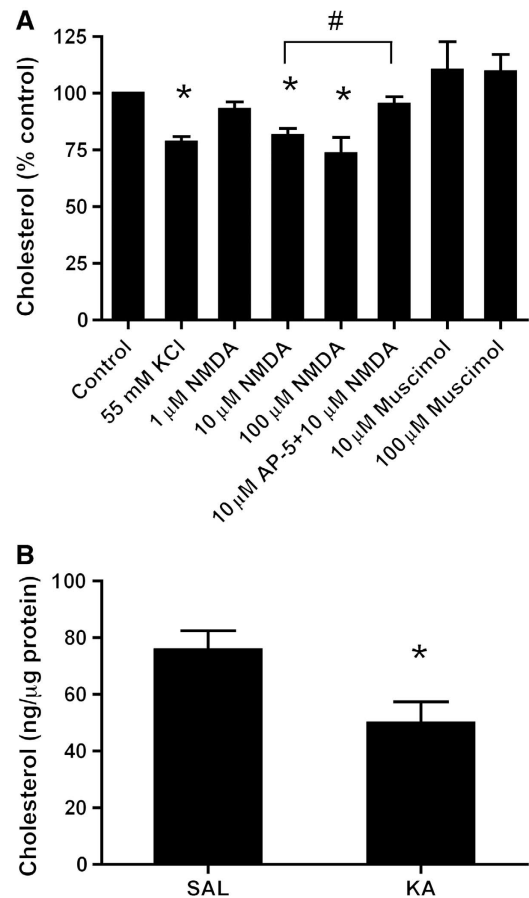 A
#
Cholesterol (% control)
125
100
75
50
25
0
*
*
*
Control
55 mM KCl
1 μM NMDA
10 μM NMDA
100 μM NMDA
10 μM AP-5+10 μM NMDA
10 μM Muscimol
100 μM Muscimol
B
Cholesterol (ng/μg protein)
100
80
60
40
20
0
*
SAL
KA